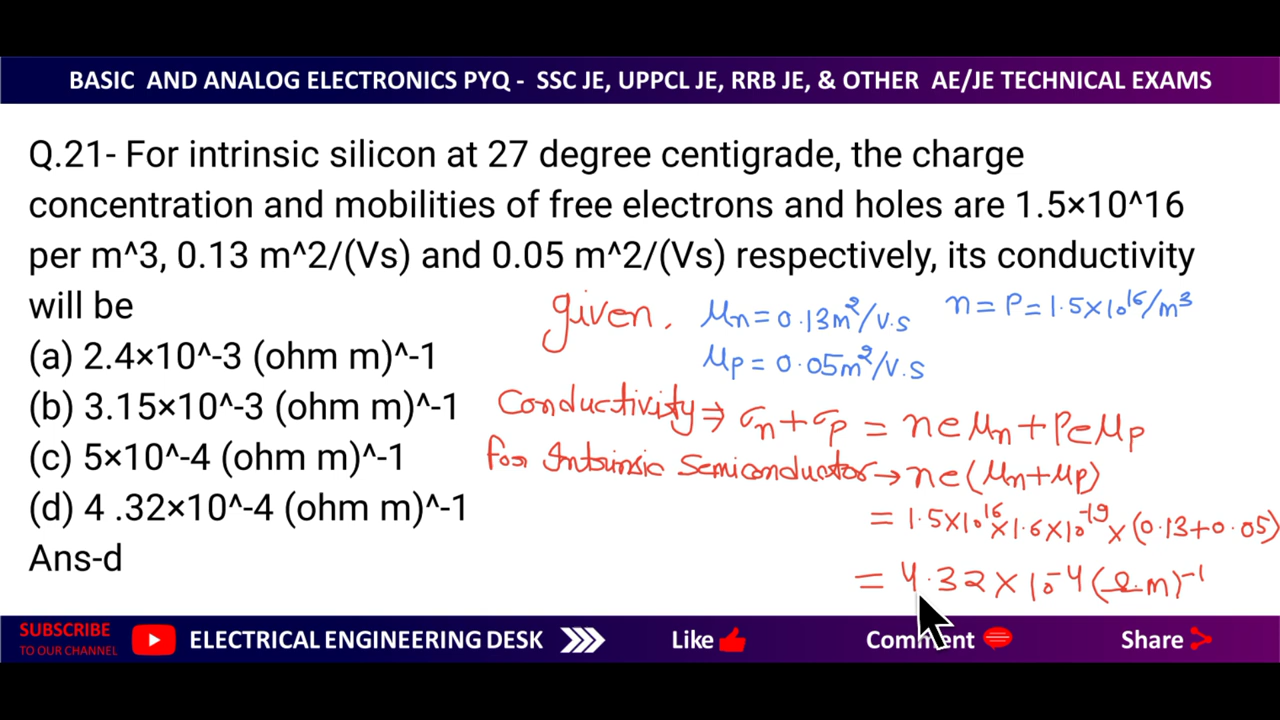 BASIC AND ANALOG ELECTRONICS PYQ - SSC JE, UPPCL JE, RRB JE, & OTHER AE/JE TECHNICAL EXAMS
Q.21- For intrinsic silicon at 27 degree centigrade, the charge
concentration and mobilities of free electrons and holes are 1.5×10^16
per m^3, 0.13 m^2/(Vs) and 0.05 m^2/(Vs) respectively, its conductivity
will be
given. μn = 0.13m²/v.s n = P = 1.5×10¹⁶/m³
μp = 0.05m²/v.s
(a) 2.4×10^-3 (ohm m)^-1
(b) 3.15×10^-3 (ohm m)^-1
Conductivity ⇒ σn + σp = neμn + Peμp
(c) 5×10^-4 (ohm m)^-1
for Intrinsic Semiconductor → ne(μn+μp)
(d) 4 .32×10^-4 (ohm m)^-1
= 1.5×10¹⁶×1.6×10⁻¹⁹×(0.13+0.05)
Ans-d
= 4.32×10⁻⁴(Ω.m)⁻¹
SUBSCRIBE
TO OUR CHANNEL
ELECTRICAL ENGINEERING DESK
Like
Comment
Share